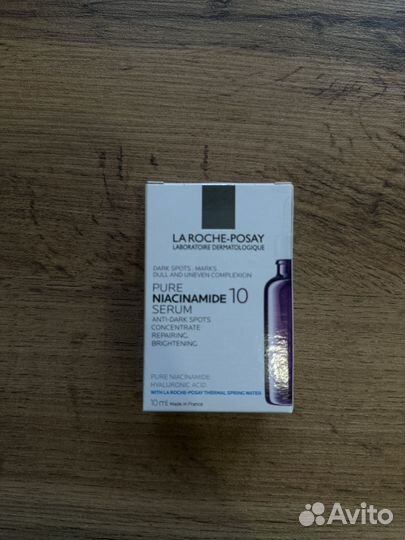 LA ROCHE-POSAY
LABORATOIRE DERMATOLOGIQUE
DARK SPOTS . MARKS
DULL AND UNEVEN COMPLEXION
PURE
NIACINAMIDE 10
SERUM
ANTI-DARK SPOTS
CONCENTRATE
REPAIRING,
BRIGHTENING
PURE NIACINAMIDE
HYALURONIC ACID
WITH LA ROCHE-POSAY THERMAL SPRING WATER
10 mL Made in France
Avito